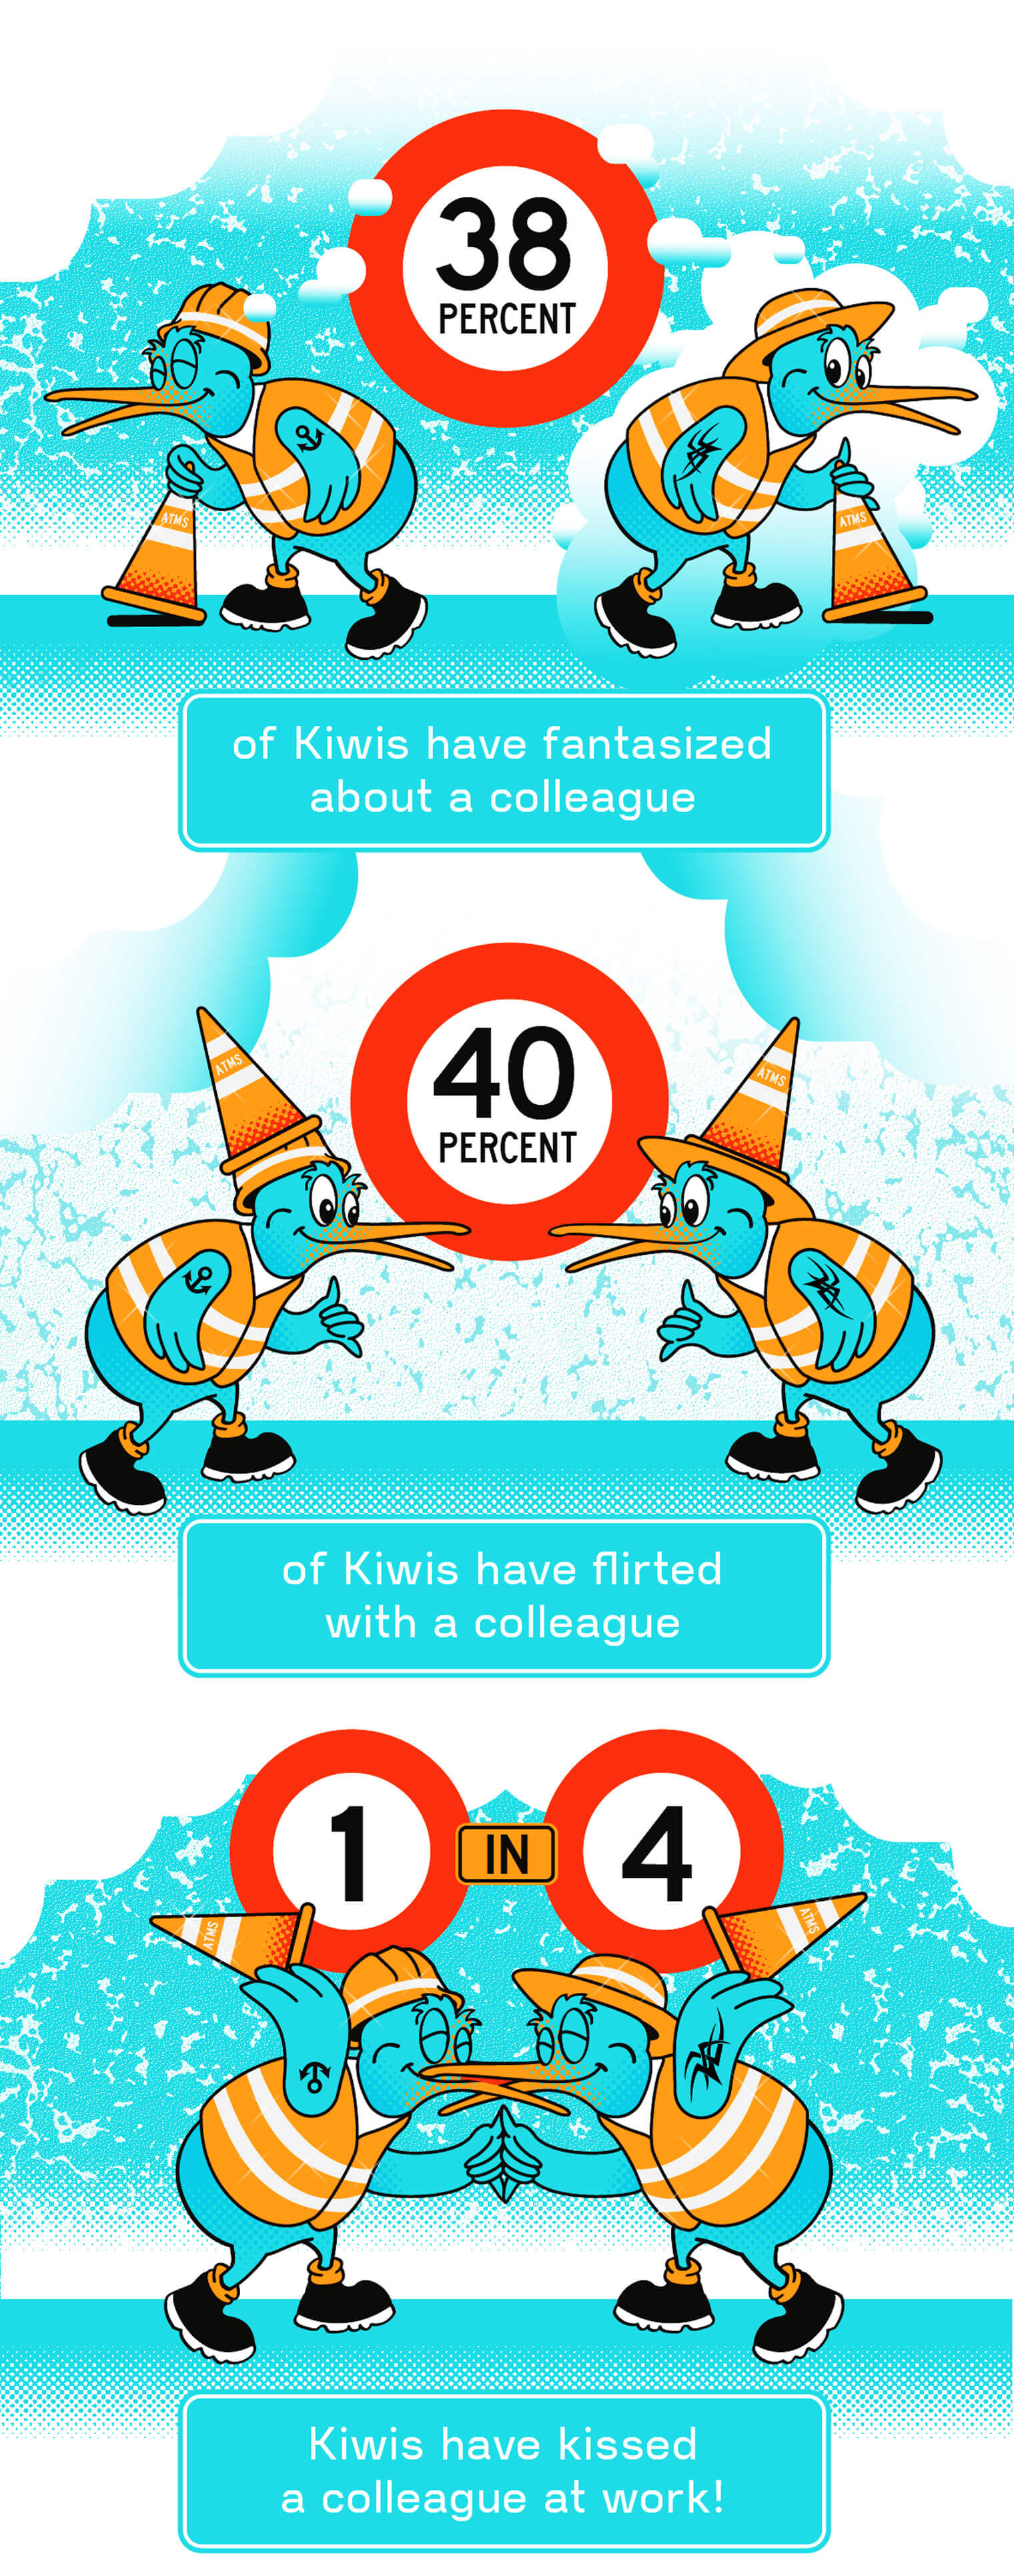 38
PERCENT
ATMS
ATMS
of Kiwis have fantasized
about a colleague
40
PERCENT
ATMS
ATMS
of Kiwis have flirted
with a colleague
1 IN 4
ATMS
ATMS
Kiwis have kissed
a colleague at work!